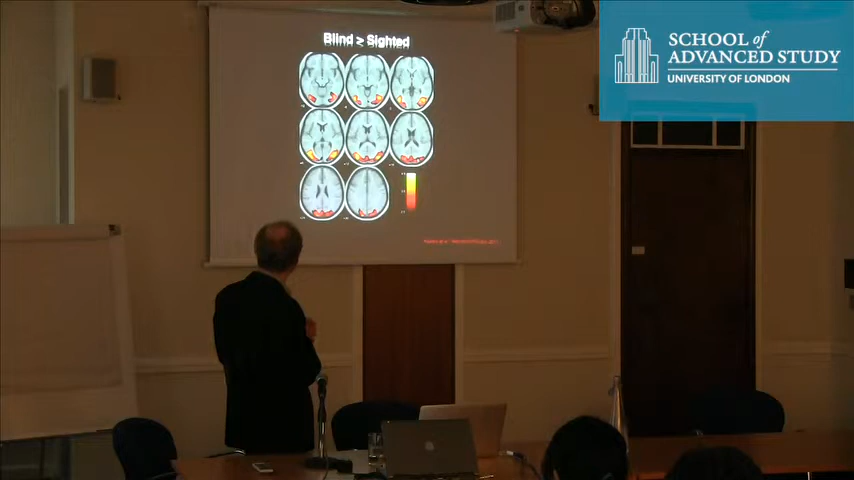 Blind > Sighted
SCHOOL of
ADVANCED STUDY
UNIVERSITY OF LONDON